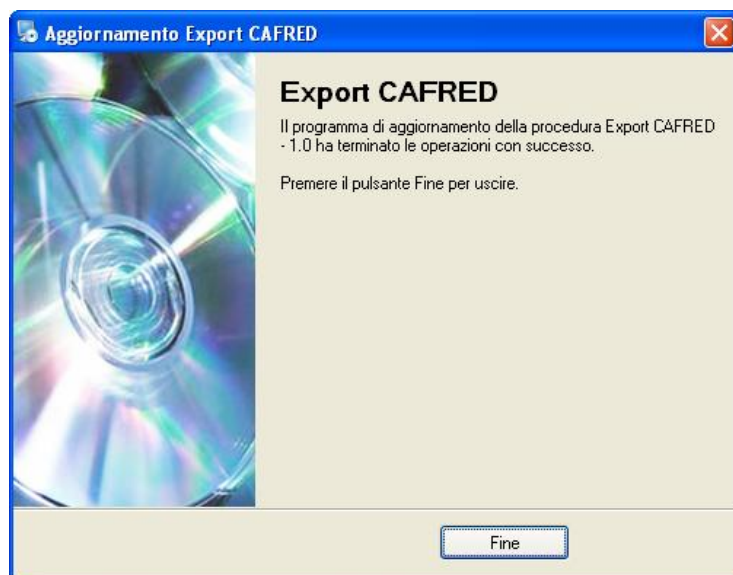 Aggiornamento Export CAFRED
Export CAFRED
Il programma di aggiornamento della procedura Export CAFRED
- 1.0 ha terminato le operazioni con successo.
Premere il pulsante Fine per uscire.
Fine